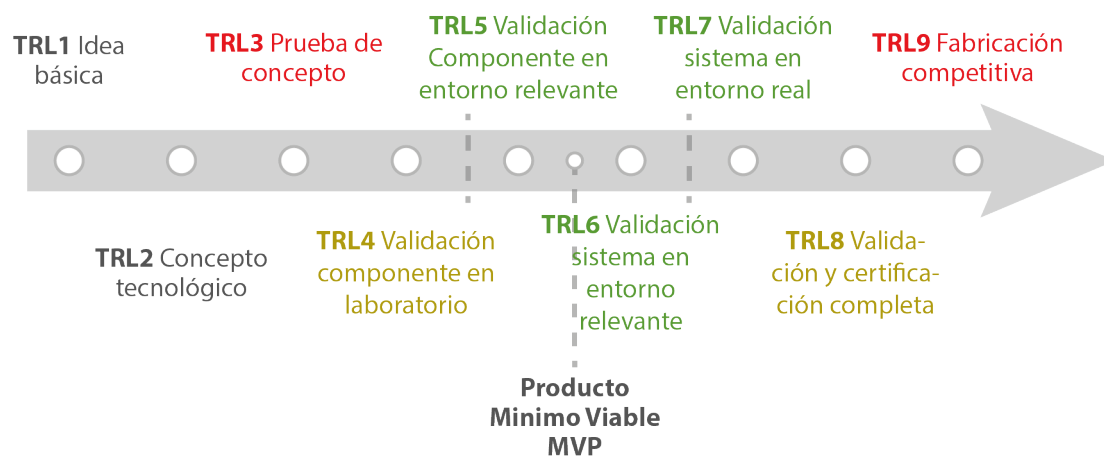 TRL1 Idea
básica
TRL2 Concepto
tecnológico
TRL3 Prueba de
concepto
TRL4 Validación
componente en
laboratorio
TRL5 Validación
Componente en
entorno relevante
Producto
Minimo Viable
MVP
TRL6 Validación
sistema en
entorno
relevante
TRL7 Validación
sistema en
entorno real
TRL8 Valida-
ción y certifica-
ción completa
TRL9 Fabricación
competitiva